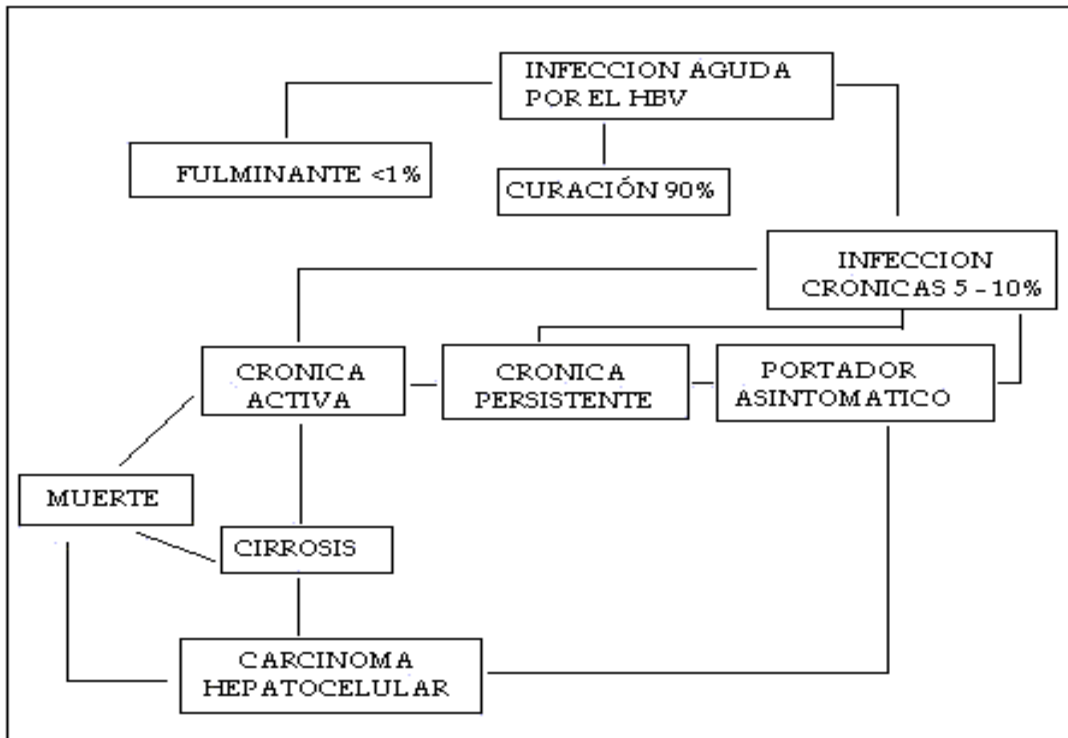 INFECCION AGUDA
POR EL HBV
FULMINANTE <1%
CURACIÓN 90%
INFECCION
CRONICAS 5 - 10%
CRONICA
ACTIVA
CRONICA
PERSISTENTE
PORTADOR
ASINTOMATICO
MUERTE
CIRROSIS
CARCINOMA
HEPATOCELULAR